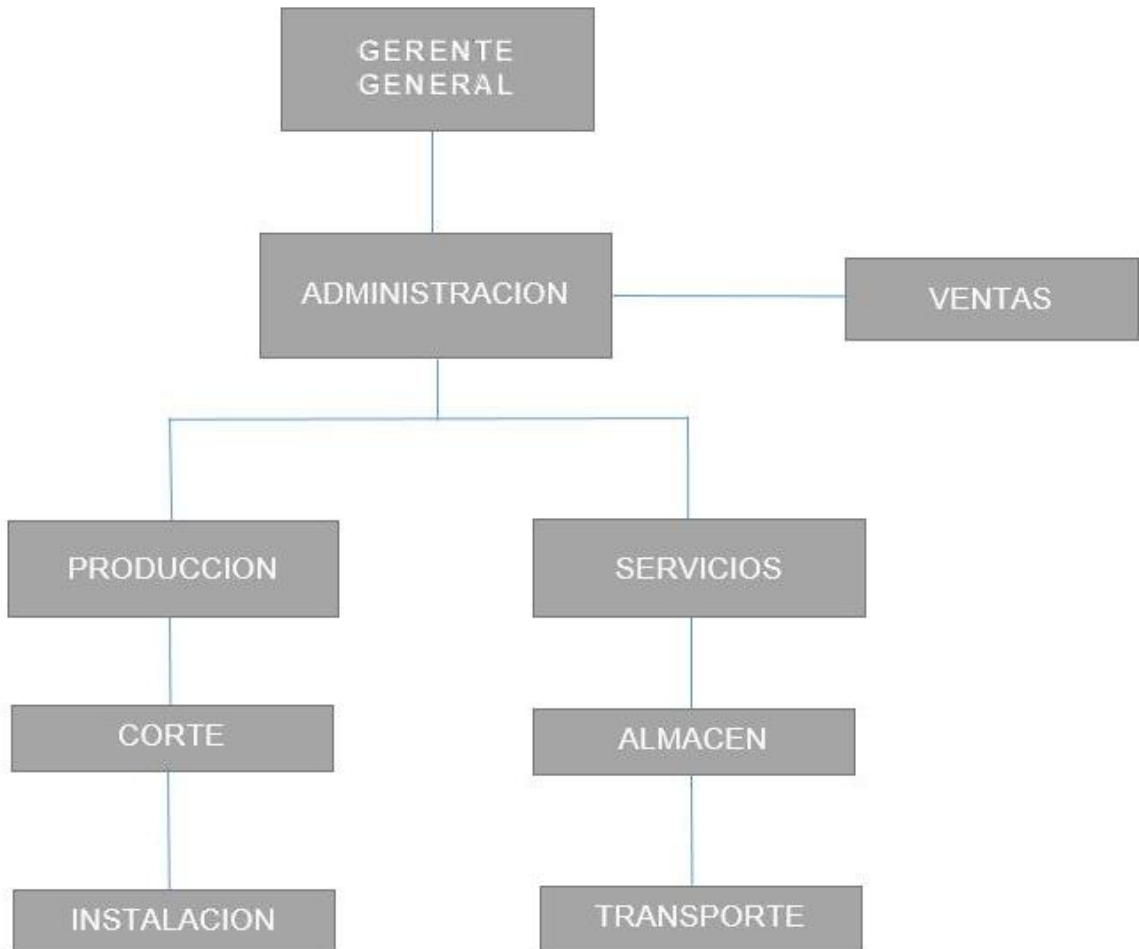 GERENTE
GENERAL
ADMINISTRACION
VENTAS
PRODUCCION
SERVICIOS
CORTE
ALMACEN
INSTALACION
TRANSPORTE